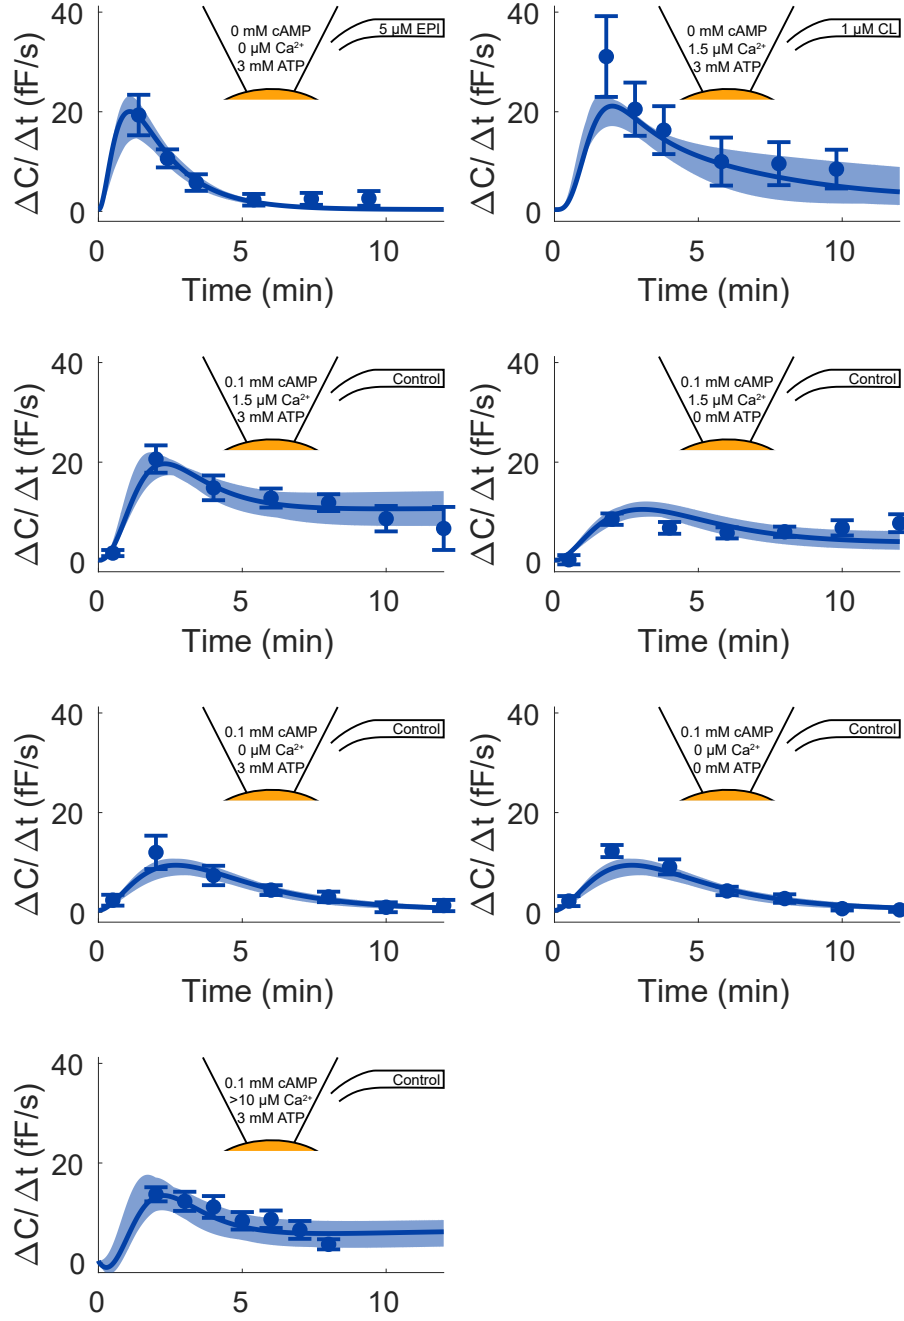 40
20
0
ΔC/ Δt (fF/s)
0 mM cAMP
0 µM Ca²⁺
3 mM ATP
5 µM EPI
0 5 10
Time (min)
40
20
0
ΔC/ Δt (fF/s)
0 mM cAMP
1.5 µM Ca²⁺
3 mM ATP
1 µM CL
0 5 10
Time (min)
40
20
0
ΔC/ Δt (fF/s)
0.1 mM cAMP
1.5 µM Ca²⁺
3 mM ATP
Control
0 5 10
Time (min)
40
20
0
ΔC/ Δt (fF/s)
0.1 mM cAMP
1.5 µM Ca²⁺
0 mM ATP
Control
0 5 10
Time (min)
40
20
0
ΔC/ Δt (fF/s)
0.1 mM cAMP
0 µM Ca²⁺
3 mM ATP
Control
0 5 10
Time (min)
40
20
0
ΔC/ Δt (fF/s)
0.1 mM cAMP
0 µM Ca²⁺
0 mM ATP
Control
0 5 10
Time (min)
40
20
0
ΔC/ Δt (fF/s)
0.1 mM cAMP
>10 µM Ca²⁺
3 mM ATP
Control
0 5 10
Time (min)